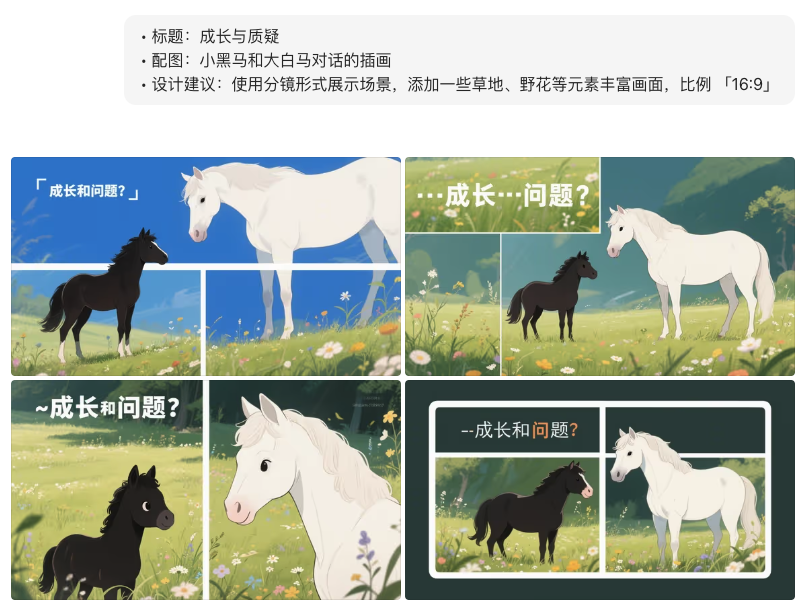 • 标题：成长与质疑
• 配图：小黑马和大白马对话的插画
• 设计建议：使用分镜形式展示场景，添加一些草地、野花等元素丰富画面，比例 「16:9」
「成长和问题?」
···成长···问题?
~成长和问题?
--成长和问题?